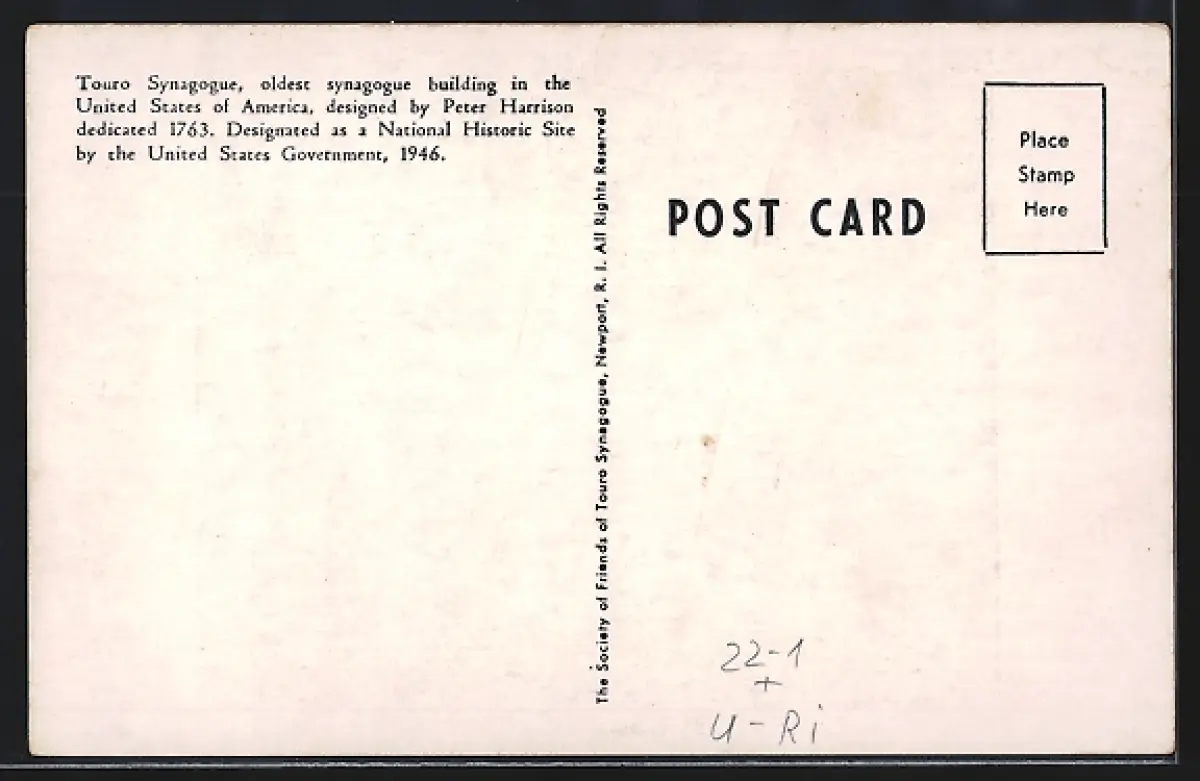 Touro Synagogue, oldest synagogue building in the
United States of America, designed by Peter Harrison
dedicated 1763. Designated as a National Historic Site
by the United States Government, 1946.
The Society of Friends of Touro Synagogue, Newport, R. I. All Rights Reserved
POST CARD
Place
Stamp
Here
22-1
+
U-Ri